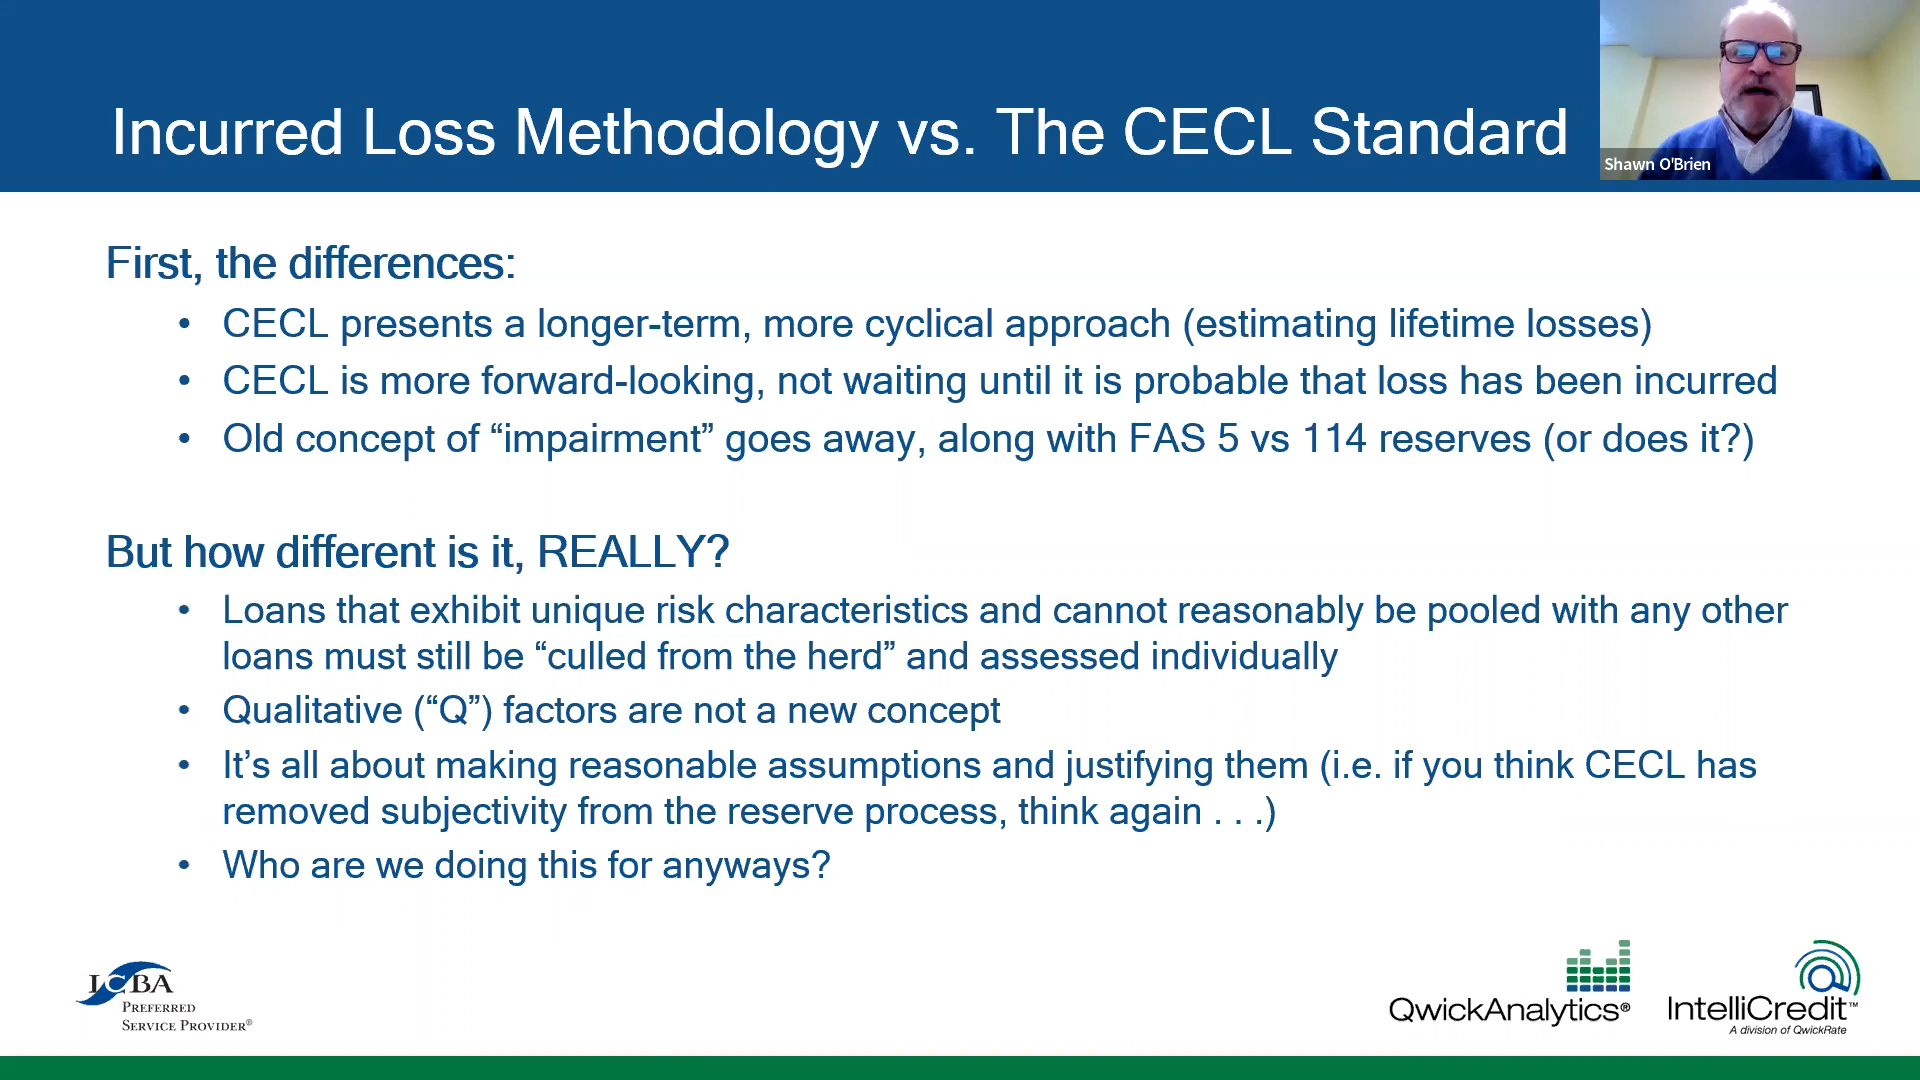 Incurred Loss Methodology vs. The CECL Standard
Shawn O'Brien
First, the differences:
• CECL presents a longer-term, more cyclical approach (estimating lifetime losses)
• CECL is more forward-looking, not waiting until it is probable that loss has been incurred
• Old concept of “impairment” goes away, along with FAS 5 vs 114 reserves (or does it?)
But how different is it, REALLY?
• Loans that exhibit unique risk characteristics and cannot reasonably be pooled with any other
loans must still be “culled from the herd” and assessed individually
• Qualitative (“Q”) factors are not a new concept
• It’s all about making reasonable assumptions and justifying them (i.e. if you think CECL has
removed subjectivity from the reserve process, think again . . .)
• Who are we doing this for anyways?
ICBA
PREFERRED
SERVICE PROVIDER®
QwickAnalytics®
IntelliCredit™
A division of QwickRate